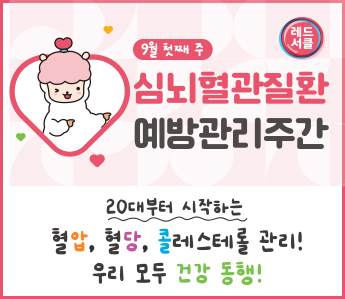 레드
서클
9월 첫째 주
심뇌혈관질환
예방관리주간
20대부터 시작하는
혈압, 혈당, 콜레스테롤 관리!
우리 모두 건강 동행!